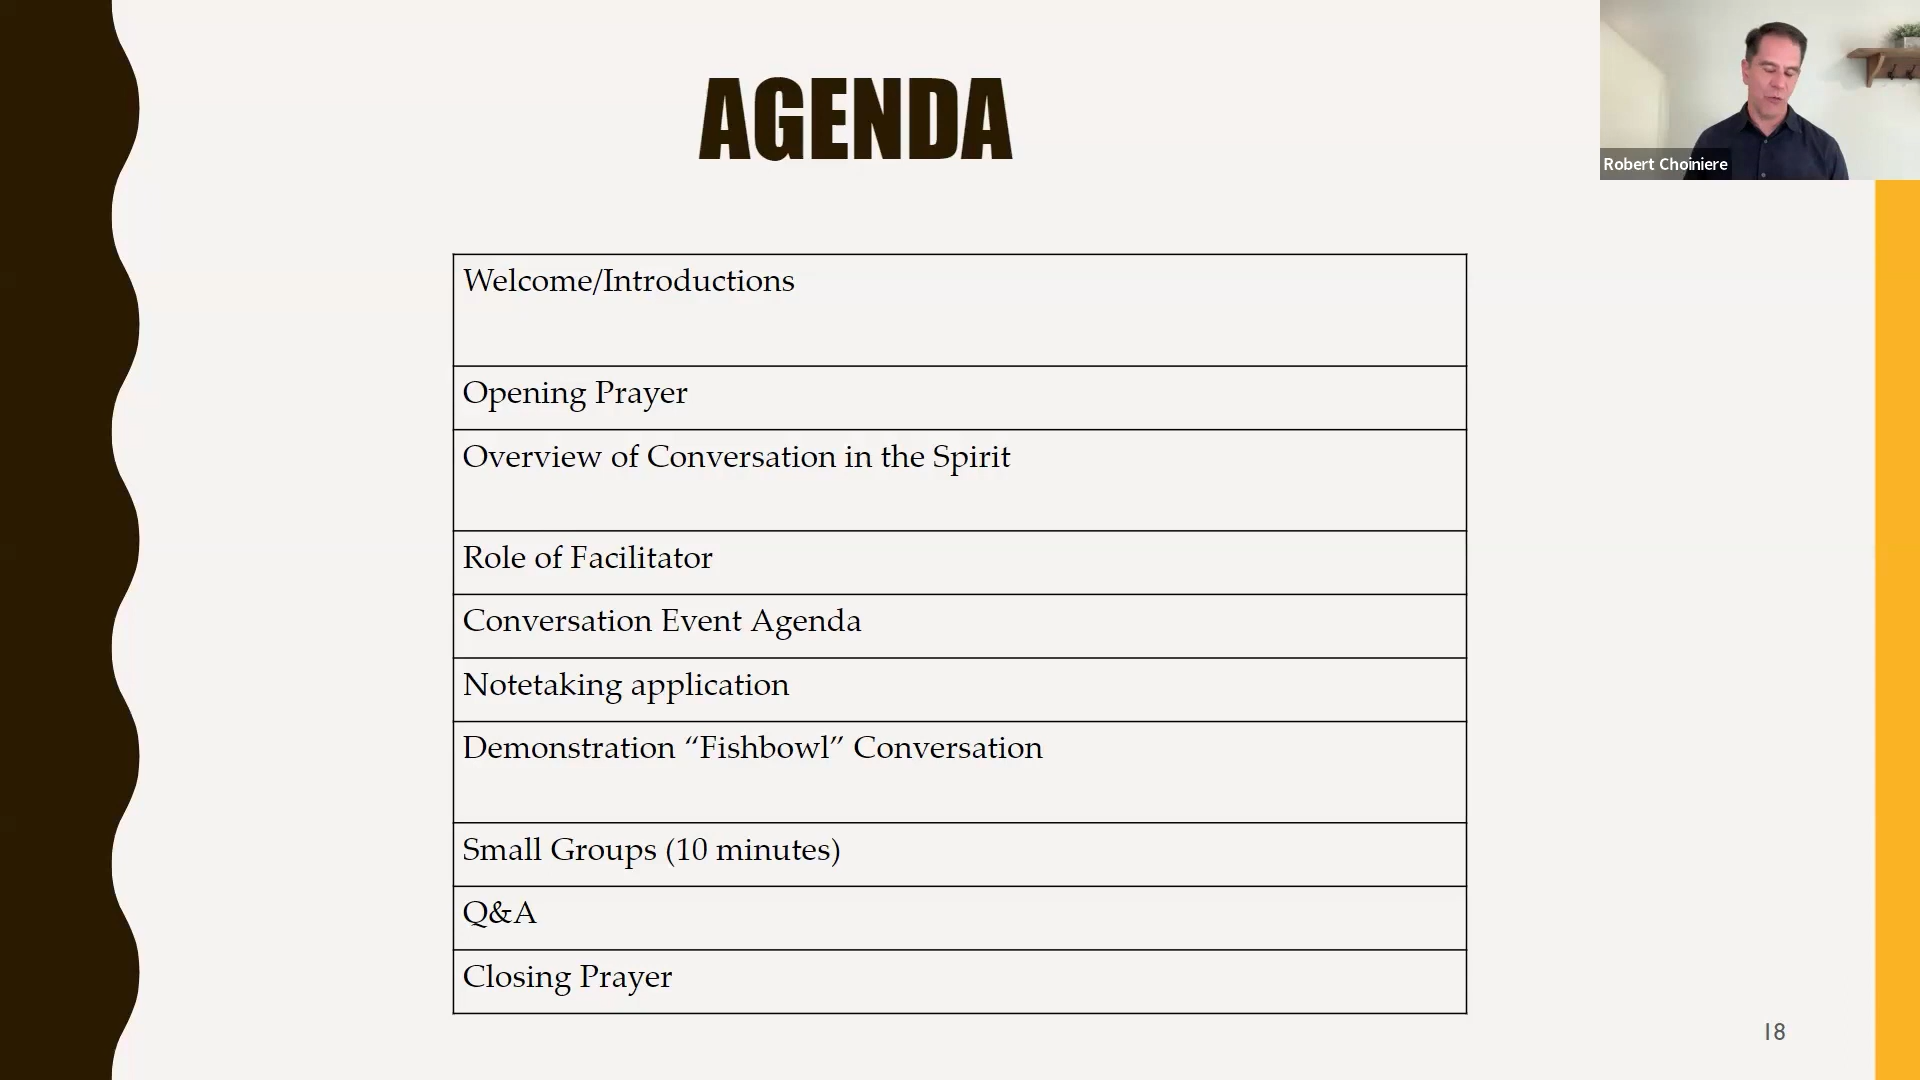 AGENDA
Robert Choiniere
Welcome/Introductions
Opening Prayer
Overview of Conversation in the Spirit
Role of Facilitator
Conversation Event Agenda
Notetaking application
Demonstration “Fishbowl” Conversation
Small Groups (10 minutes)
Q&A
Closing Prayer
18